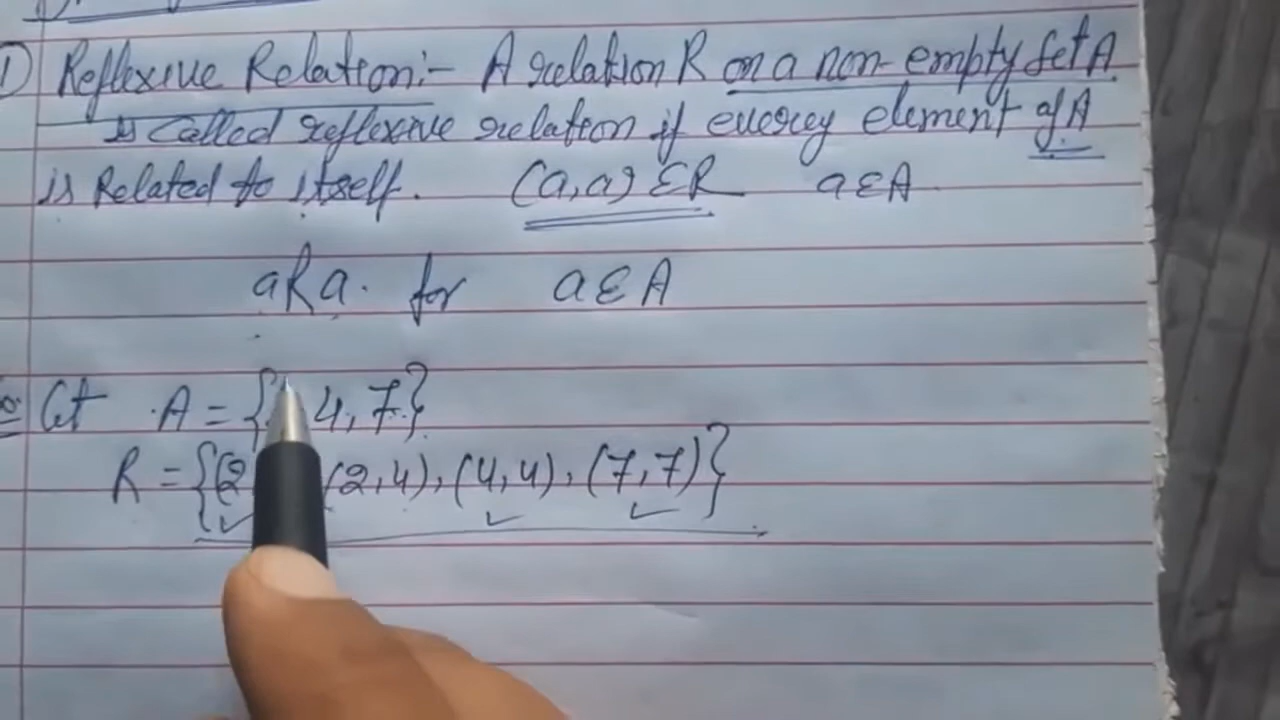 1) Reflexive Relation:- A relation R on a non-empty Set A
is called reflexive relation if every element of A
is Related to itself. (a,a) ∈ R a ∈ A
aRa. for a ∈ A
Let A = { 4, 7}
R = {(2 (2,4), (4,4), (7,7)}